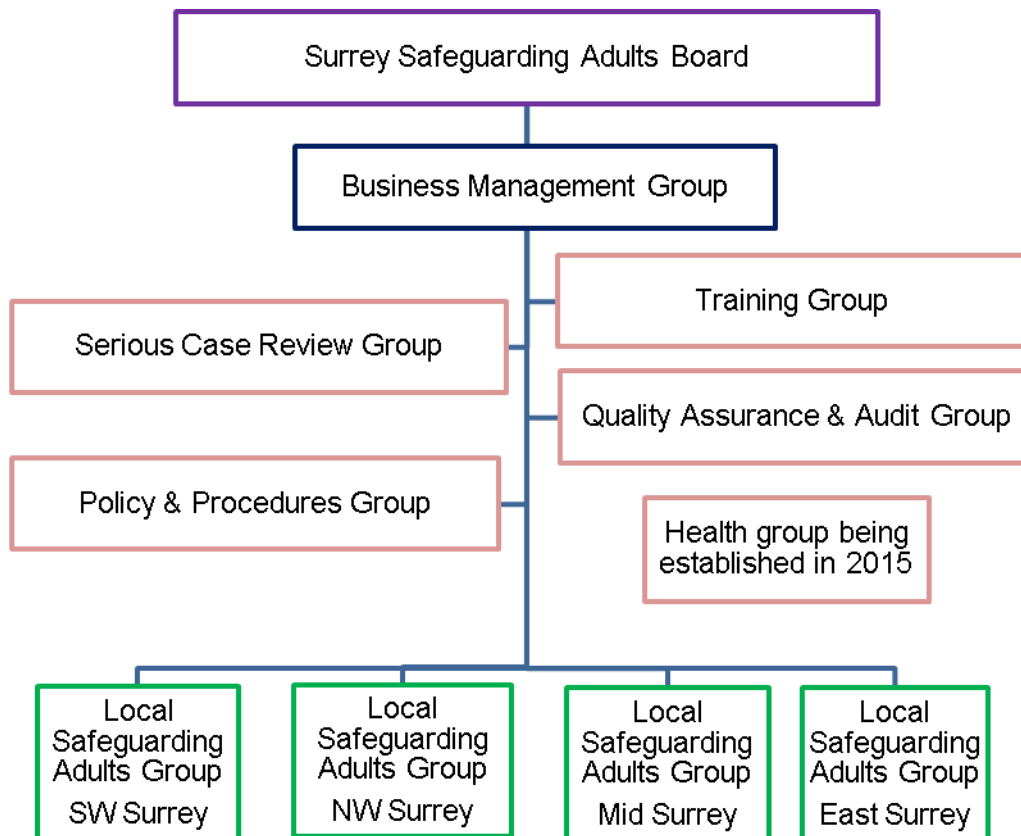 Surrey Safeguarding Adults Board
Business Management Group
Training Group
Serious Case Review Group
Quality Assurance & Audit Group
Policy & Procedures Group
Health group being
established in 2015
Local
Safeguarding
Adults Group
SW Surrey
Local
Safeguarding
Adults Group
NW Surrey
Local
Safeguarding
Adults Group
Mid Surrey
Local
Safeguarding
Adults Group
East Surrey